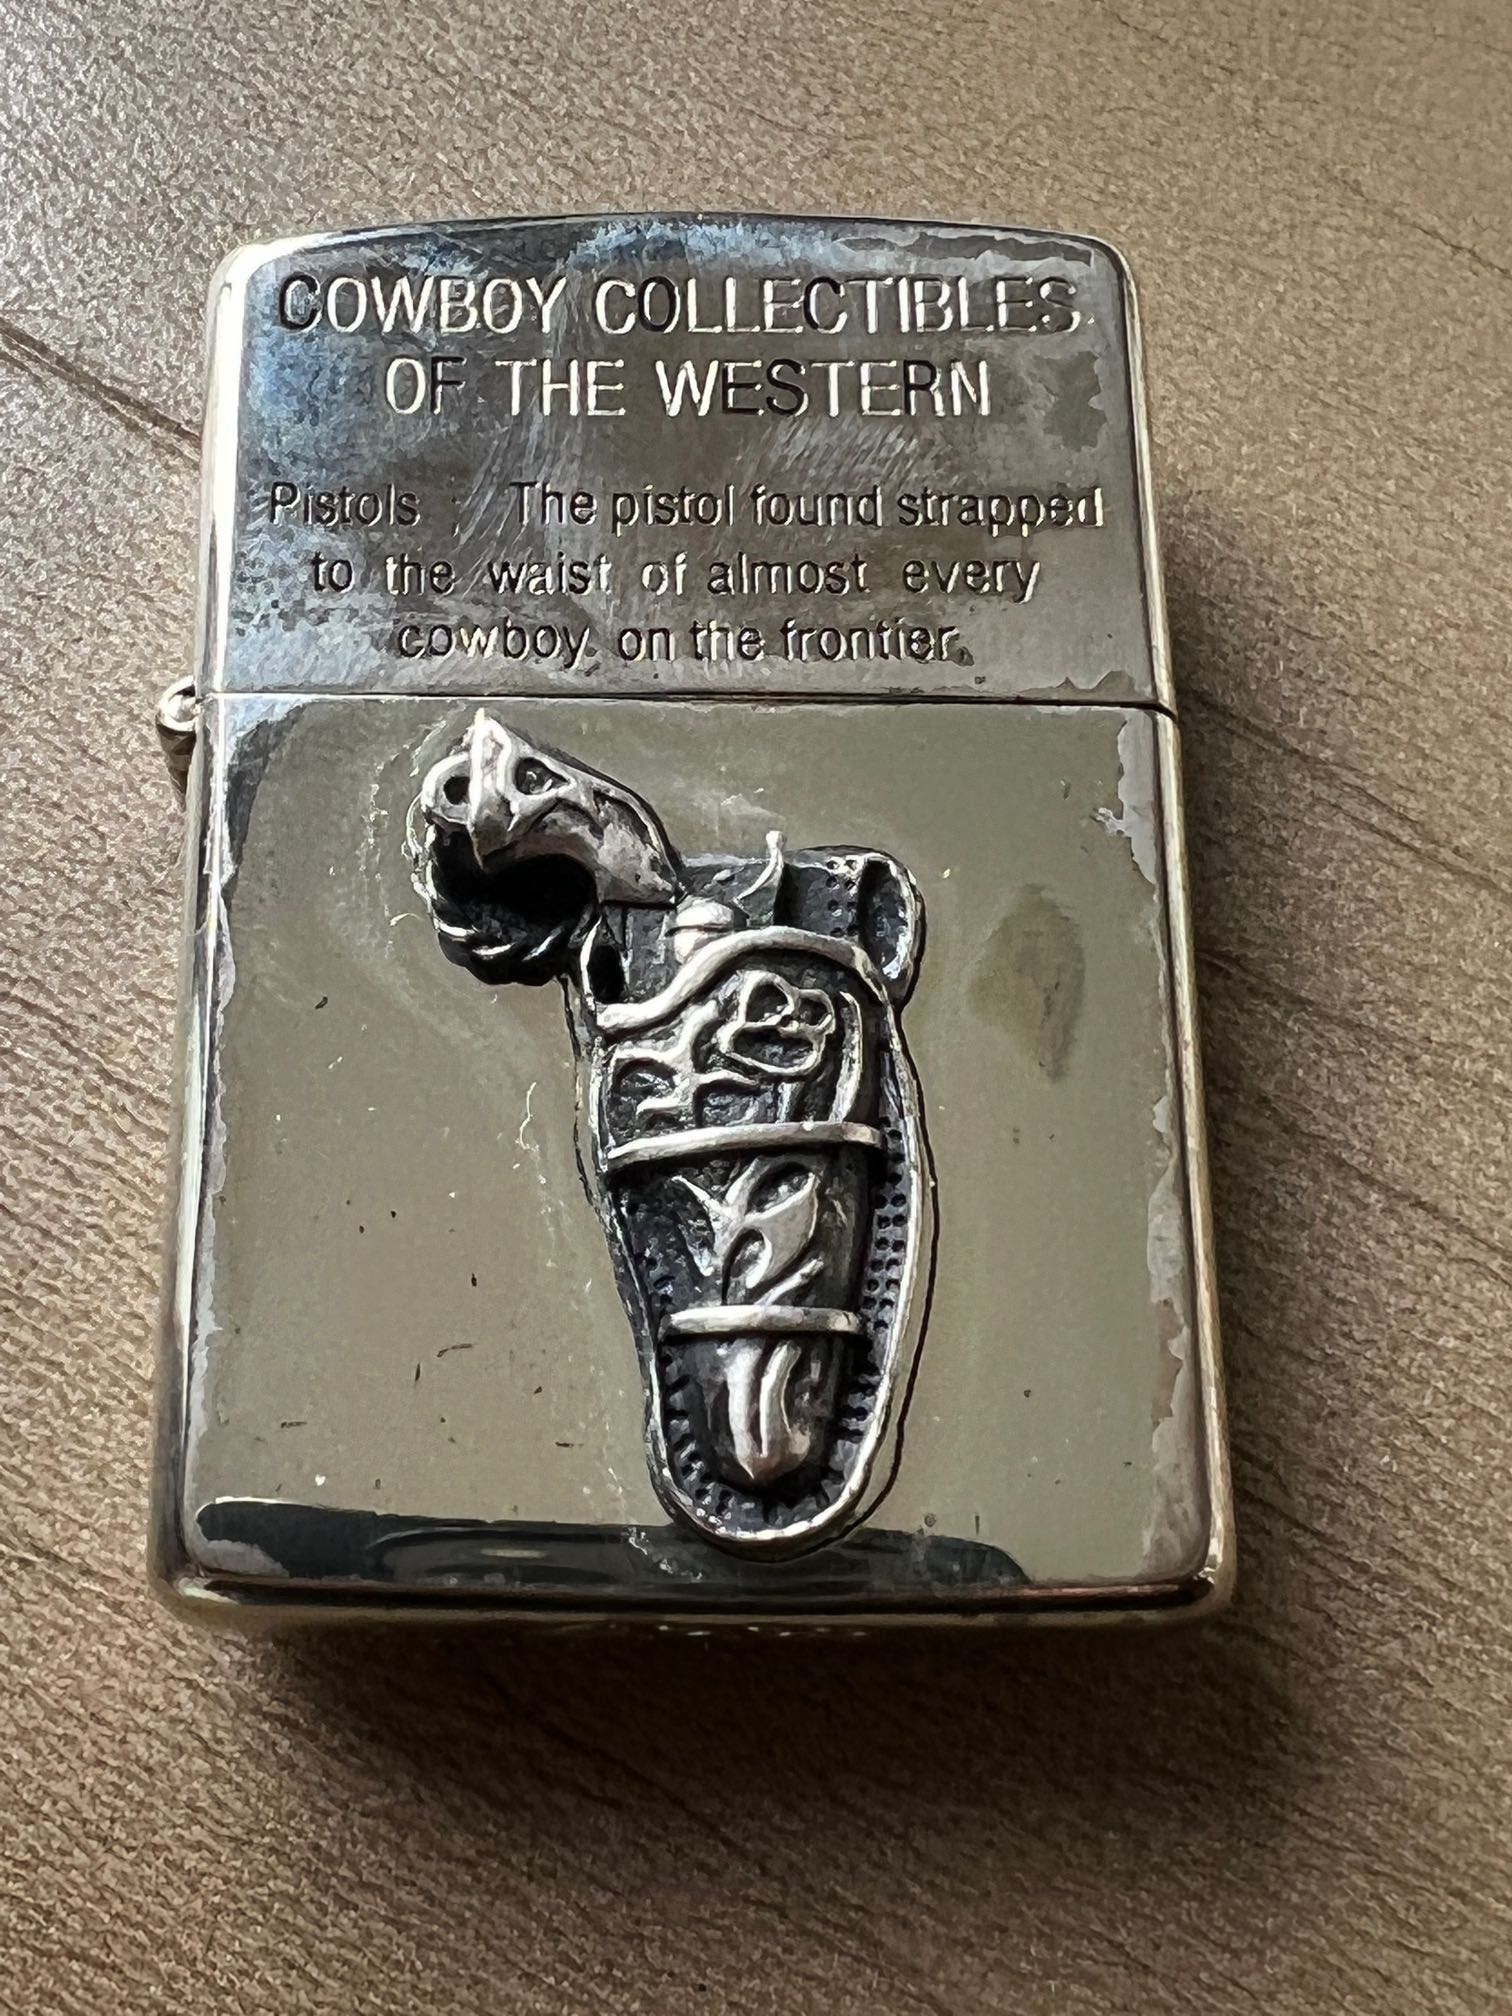 COWBOY COLLECTIBLES
OF THE WESTERN
Pistols ; The pistol found strapped
to the waist of almost every
cowboy on the frontier.